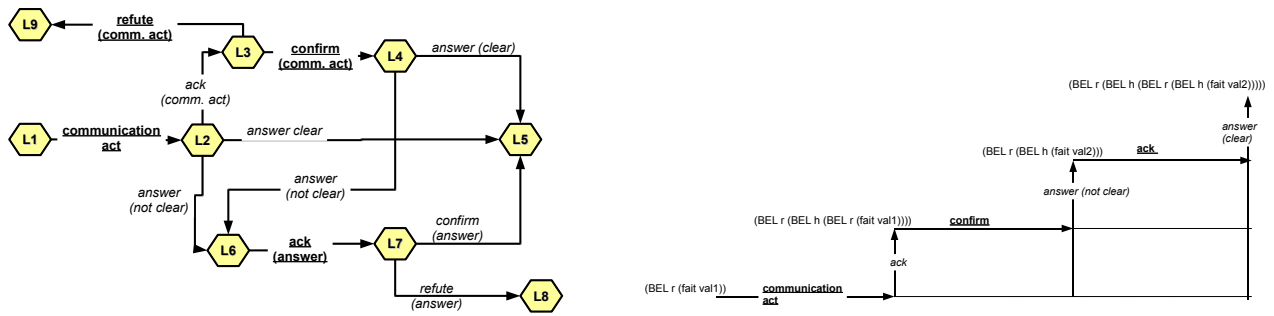 L9
refute
(comm. act)
L3
confirm
(comm. act)
L4
answer (clear)
ack
(comm. act)
L1
communication
act
L2
answer clear
L5
answer
(not clear)
answer
(not clear)
L6
ack
(answer)
L7
confirm
(answer)
refute
(answer)
L8
(BEL r (BEL h (BEL r (BEL h (fait val2)))))
answer
(clear)
(BEL r (BEL h (fait val2)))
ack
answer (not clear)
(BEL r (BEL h (BEL r (fait val1))))
confirm
ack
(BEL r (fait val1))
communication
act